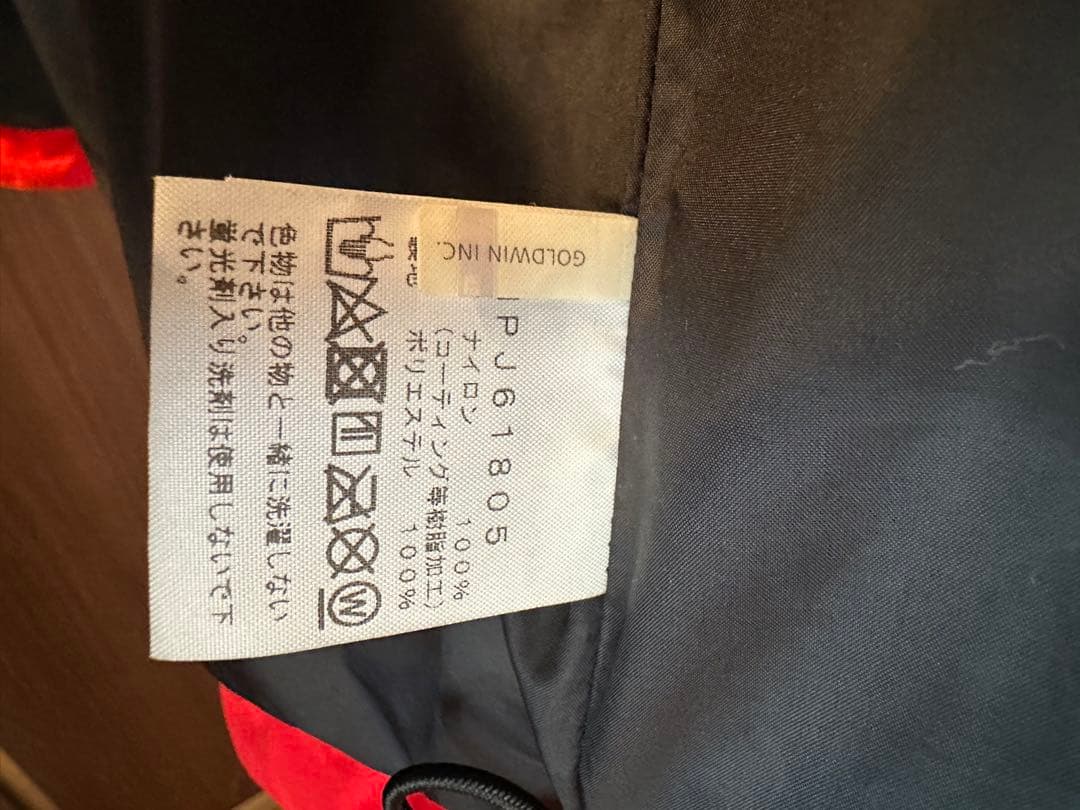 GOLDWIN INC.
PJ61805
ナイロン 100%
(コーティング等樹脂加工)
ポリエステル 100%
W
色物は他の物と一緒に洗濯しない
で下さい。
蛍光剤入り洗剤は使用しないで下
さい。